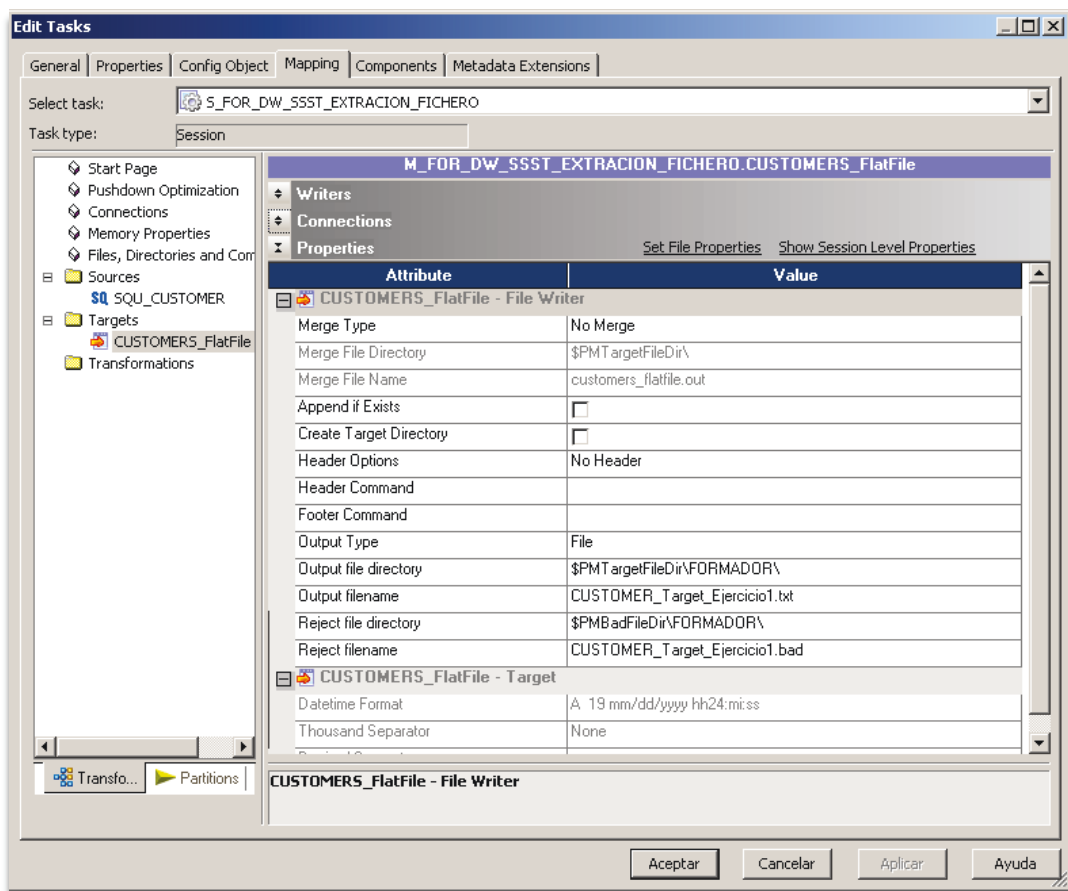 Edit Tasks
General Properties Config Object Mapping Components Metadata Extensions
Select task: S_FOR_DW_SSST_EXTRACION_FICHERO
Task type: Session
Start Page
Pushdown Optimization
Connections
Memory Properties
Files, Directories and Com
Sources
SQ SQU_CUSTOMER
Targets
CUSTOMERS_FlatFile
Transformations
Transfo... Partitions
M_FOR_DW_SSST_EXTRACION_FICHERO.CUSTOMERS_FlatFile
Writers
Connections
Properties Set File Properties Show Session Level Properties
Attribute Value
CUSTOMERS_FlatFile - File Writer
Merge Type No Merge
Merge File Directory $PMTargetFileDir\
Merge File Name customers_flatfile.out
Append if Exists
Create Target Directory
Header Options No Header
Header Command
Footer Command
Output Type File
Output file directory $PMTargetFileDir\FORMADOR\
Output filename CUSTOMER_Target_Ejercicio1.txt
Reject file directory $PMBadFileDir\FORMADOR\
Reject filename CUSTOMER_Target_Ejercicio1.bad
CUSTOMERS_FlatFile - Target
Datetime Format A 19 mm/dd/yyyy hh24:mi:ss
Thousand Separator None
CUSTOMERS_FlatFile - File Writer
Aceptar Cancelar Aplicar Ayuda